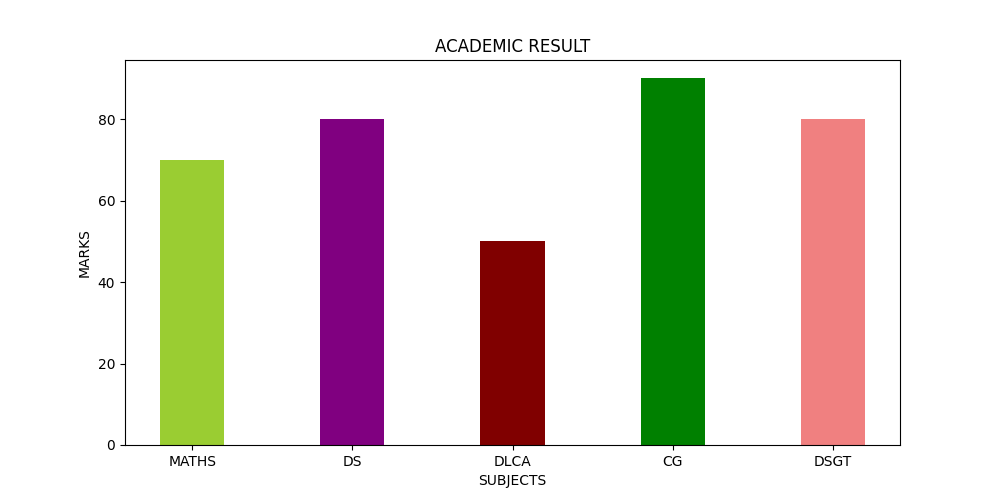 ACADEMIC RESULT
80
60
40
20
0
MARKS
MATHS DS DLCA CG DSGT
SUBJECTS